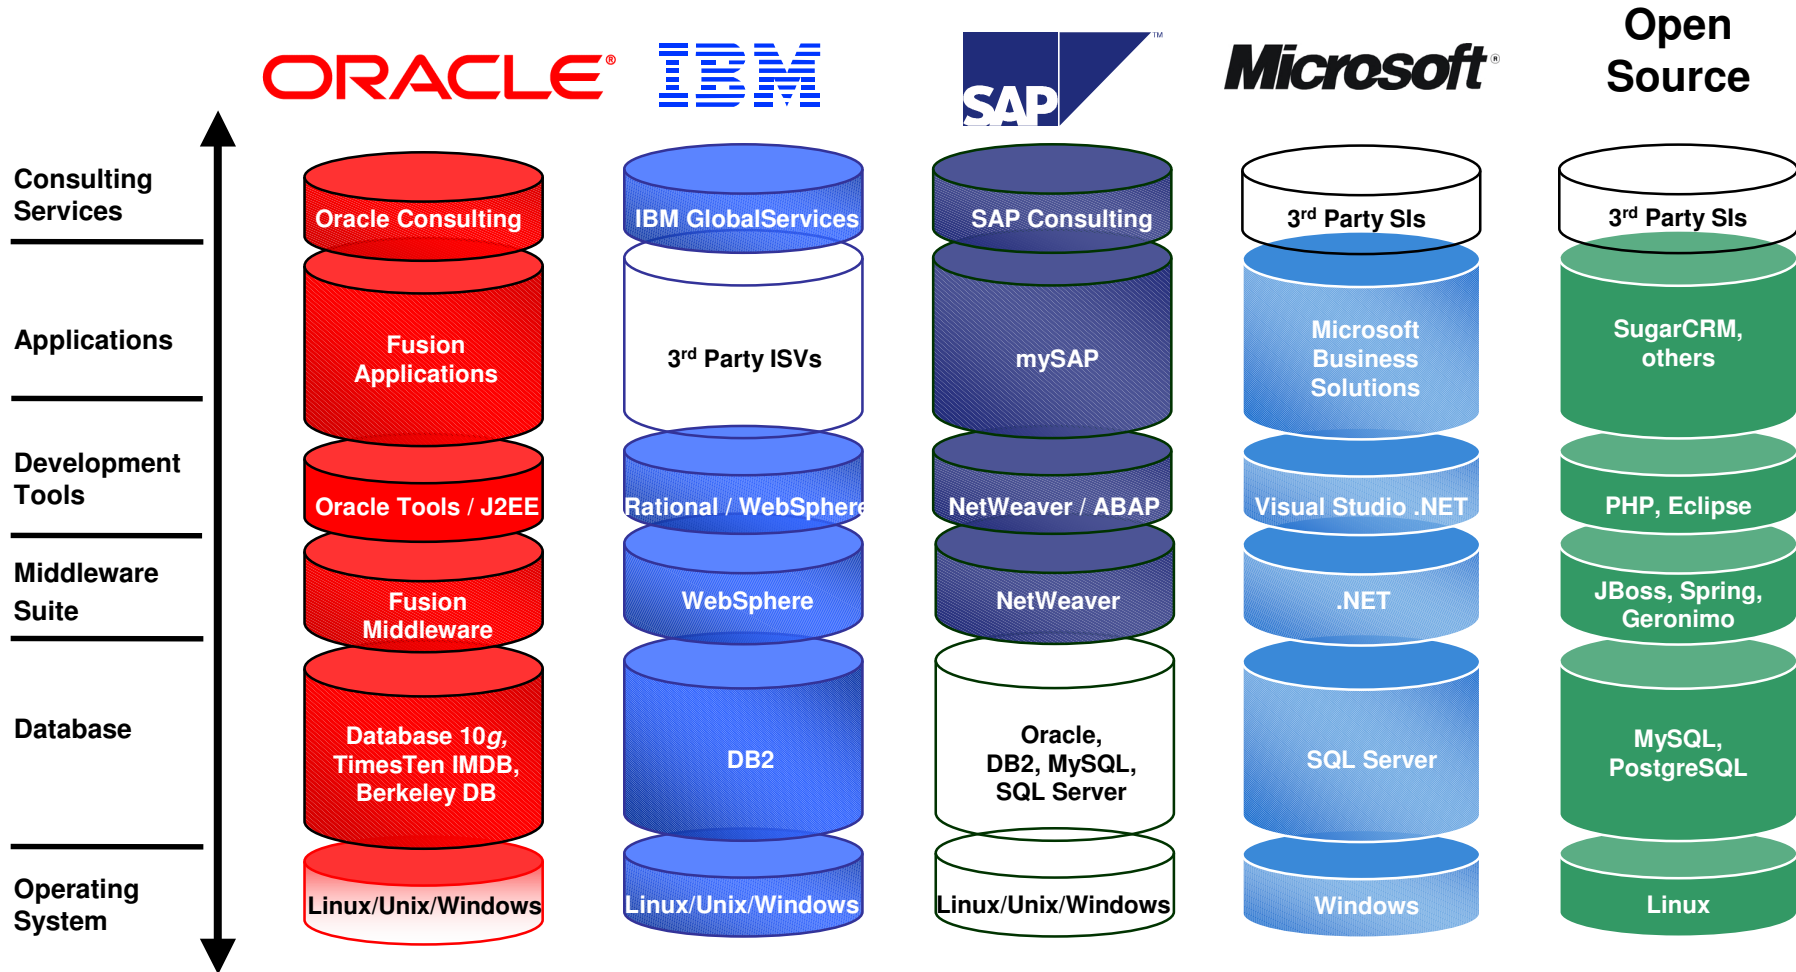 ORACLE®
IBM
SAP™
Microsoft®
Open
Source
Consulting
Services
Oracle Consulting
IBM GlobalServices
SAP Consulting
3rd Party SIs
3rd Party SIs
Applications
Fusion
Applications
3rd Party ISVs
mySAP
Microsoft
Business
Solutions
SugarCRM,
others
Development
Tools
Oracle Tools / J2EE
Rational / WebSphere
NetWeaver / ABAP
Visual Studio .NET
PHP, Eclipse
Middleware
Suite
Fusion
Middleware
WebSphere
NetWeaver
.NET
JBoss, Spring,
Geronimo
Database
Database 10g,
TimesTen IMDB,
Berkeley DB
DB2
Oracle,
DB2, MySQL,
SQL Server
SQL Server
MySQL,
PostgreSQL
Operating
System
Linux/Unix/Windows
Linux/Unix/Windows
Linux/Unix/Windows
Windows
Linux